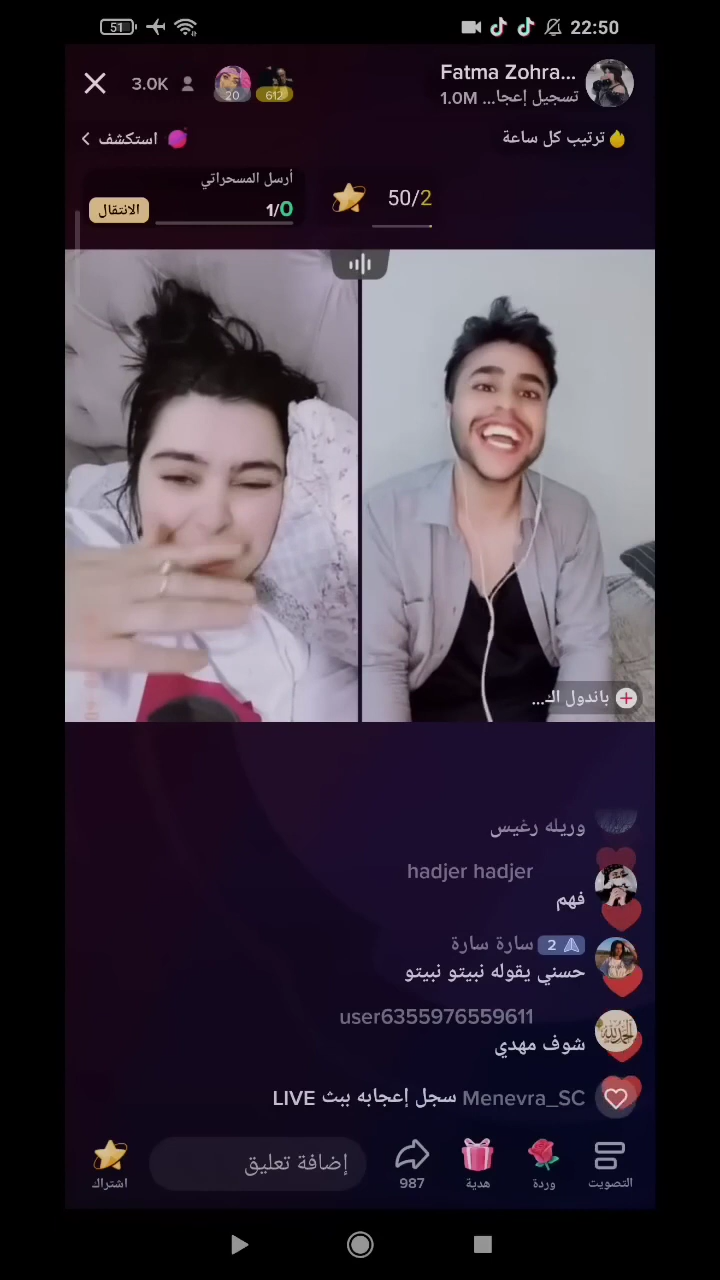 51
22:50
3.0K
20
612
Fatma Zohra...
1.0M تسجيل إعجا...
استكشف
ترتيب كل ساعة
أرسل المسحراتي
الانتقال
1/0
50/2
باندول الـ...
وريله رغيس
hadjer hadjer
فهم
سارة سارة
2
حسني يقوله نبيتو نبيتو
user6355976559611
شوف مهدي
Menevra_SC سجل إعجابه ببث LIVE
اشتراك
إضافة تعليق
987
هدية
وردة
التصويت